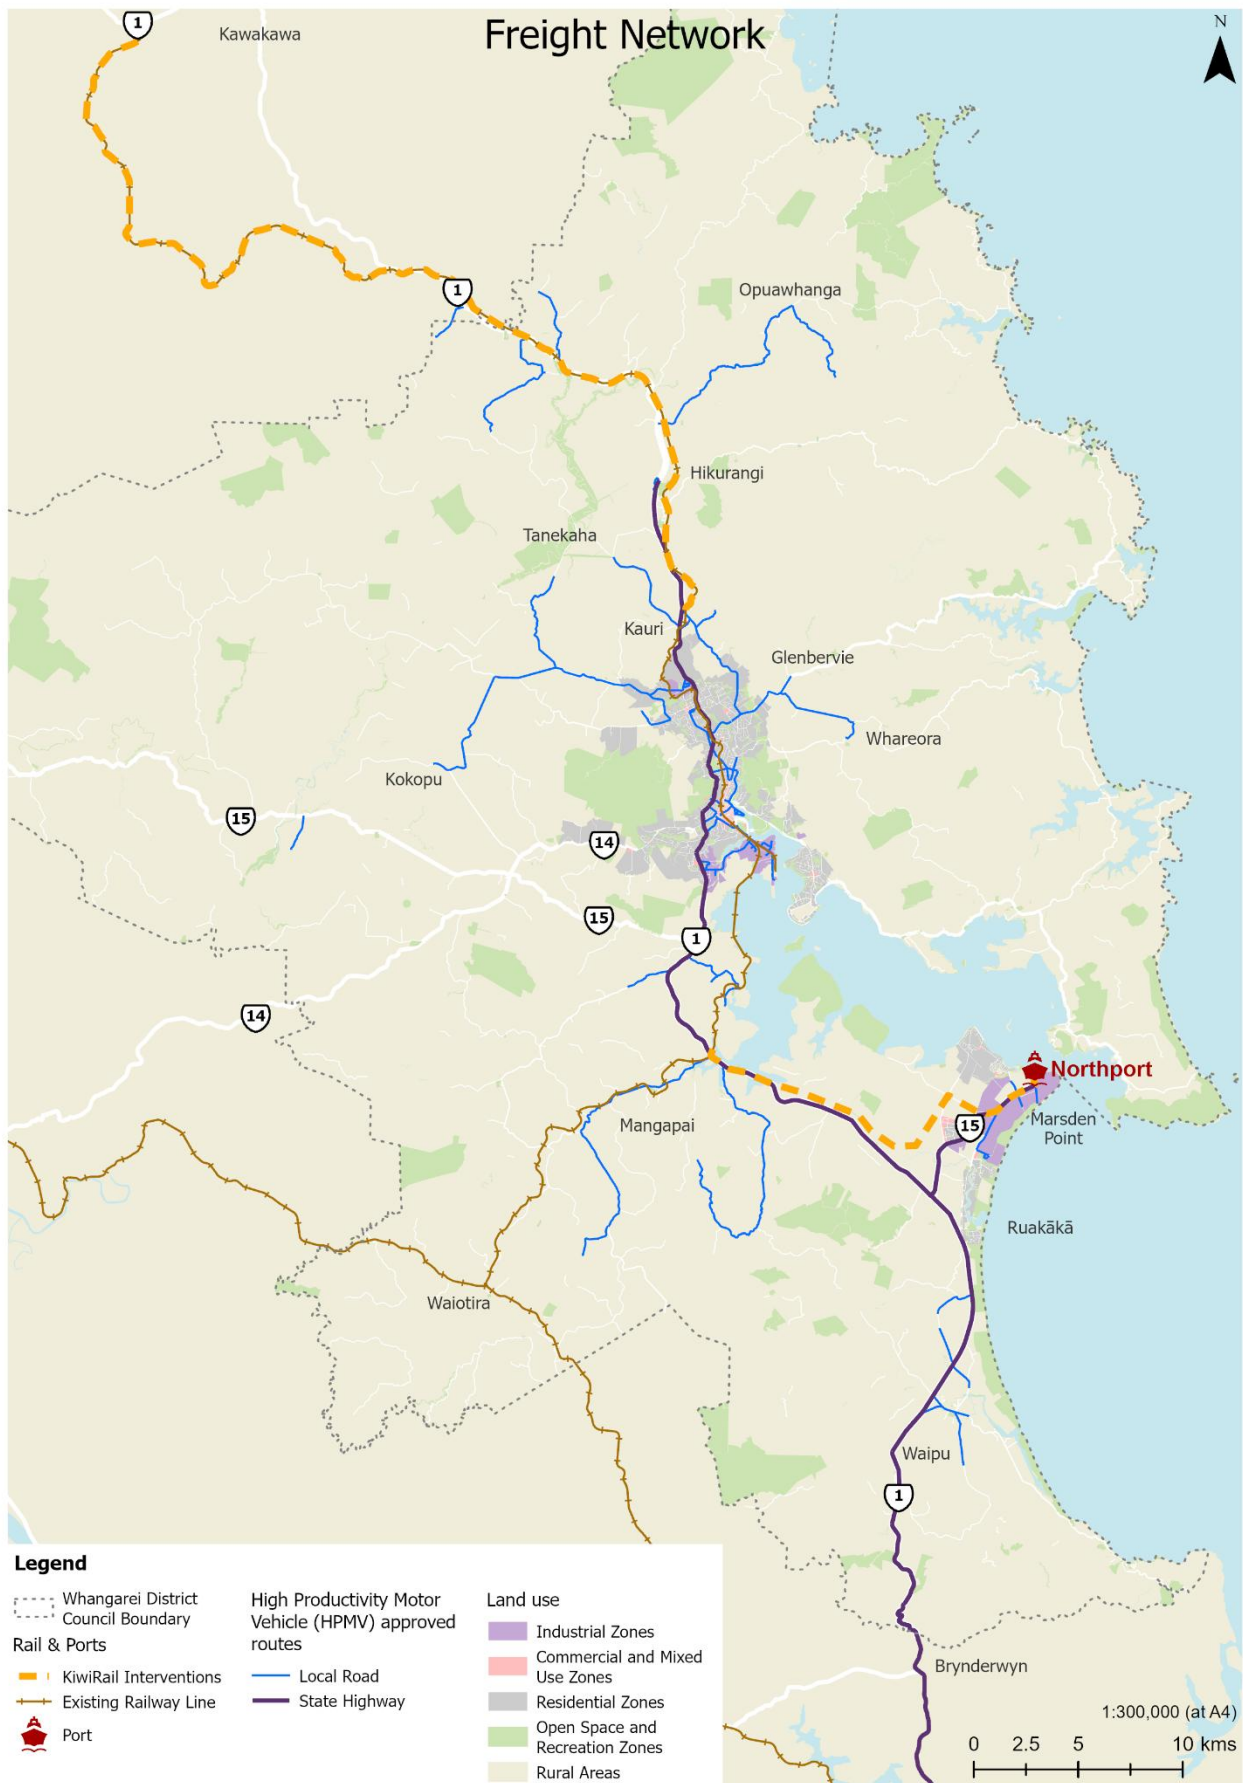 Freight Network
N
1
Kawakawa
1
Opuawhanga
Hikurangi
Tanekaha
Kauri
Glenbervie
Whareora
Kokopu
15
14
15
1
14
Northport
15
Marsden
Point
Mangapai
Ruakākā
Waiotira
Waipu
1
Brynderwyn
Legend
Whangarei District
Council Boundary
Rail & Ports
KiwiRail Interventions
Existing Railway Line
Port
High Productivity Motor
Vehicle (HPMV) approved
routes
Local Road
State Highway
Land use
Industrial Zones
Commercial and Mixed
Use Zones
Residential Zones
Open Space and
Recreation Zones
Rural Areas
1:300,000 (at A4)
0 2.5 5 10 kms